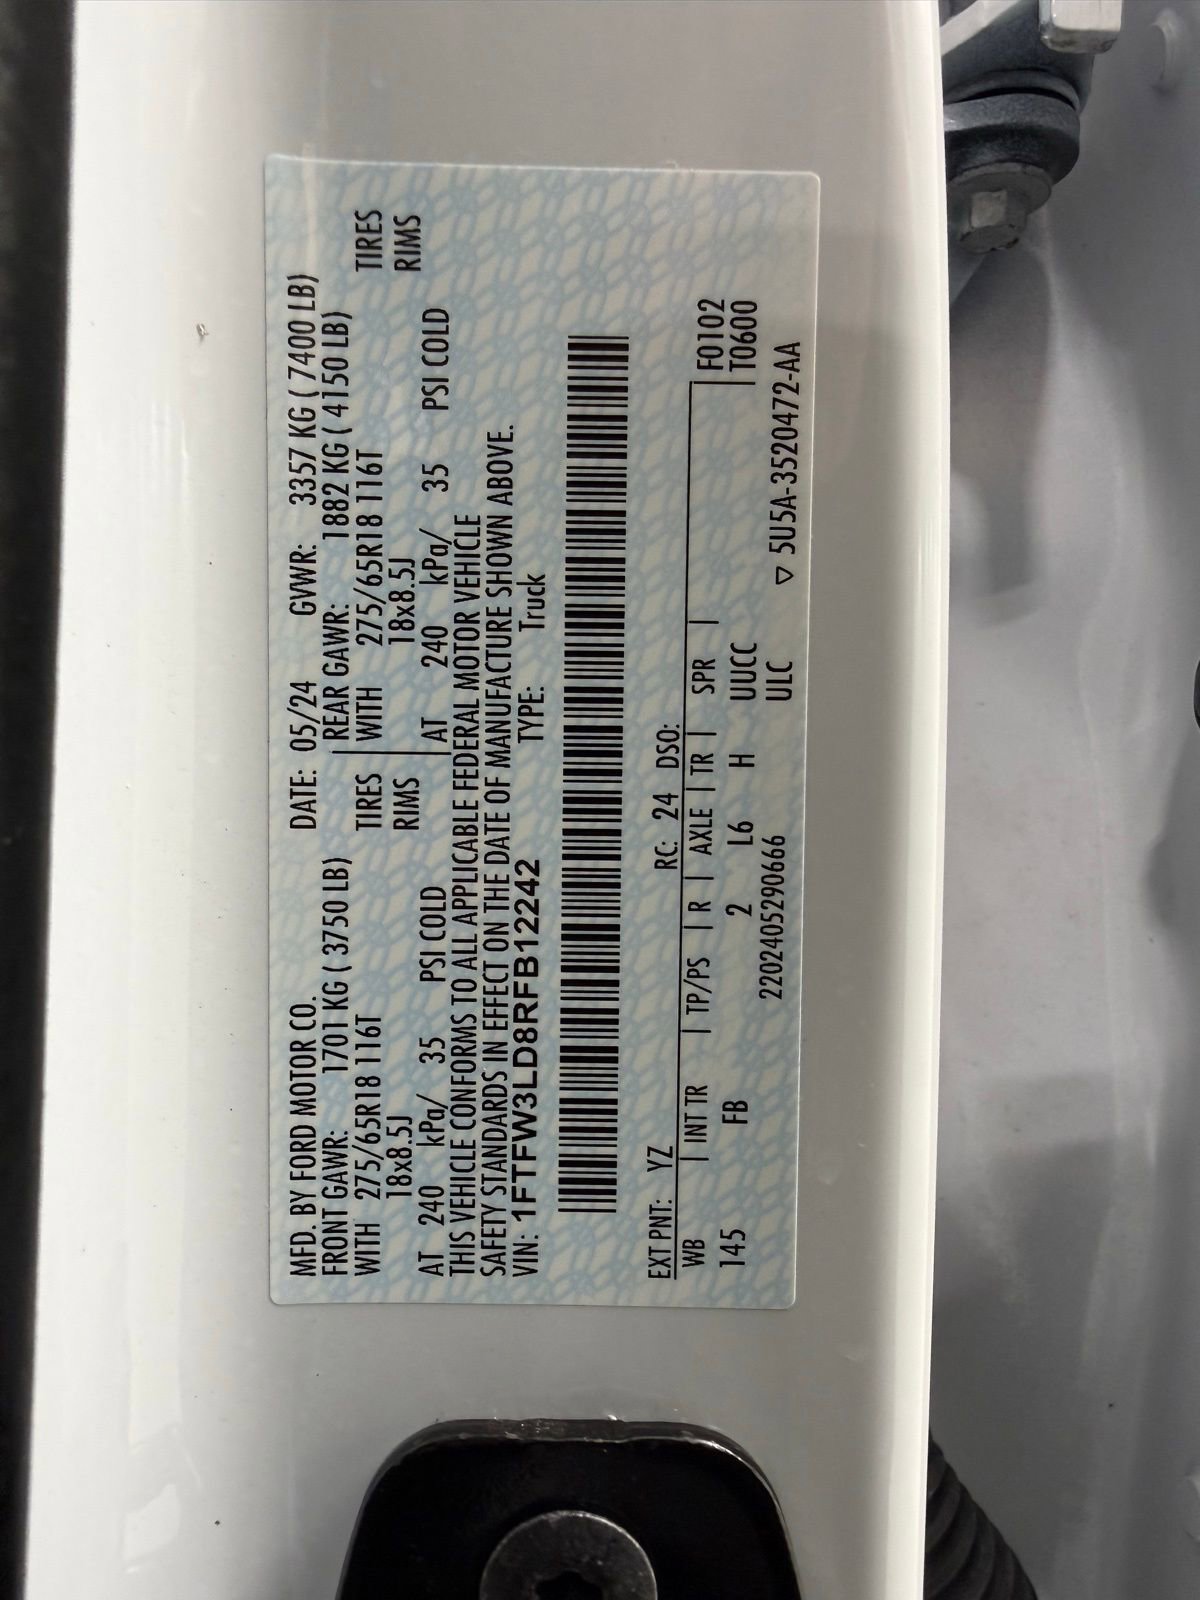 MFD. BY FORD MOTOR CO. DATE: 05/24 GVWR: 3357 KG ( 7400 LB)
FRONT GAWR: 1701 KG ( 3750 LB) REAR GAWR: 1882 KG ( 4150 LB)
WITH 275/65R18 116T TIRES WITH 275/65R18 116T TIRES
18x8.5J RIMS 18x8.5J RIMS
AT 240 kPa/ 35 PSI COLD AT 240 kPa/ 35 PSI COLD
THIS VEHICLE CONFORMS TO ALL APPLICABLE FEDERAL MOTOR VEHICLE
SAFETY STANDARDS IN EFFECT ON THE DATE OF MANUFACTURE SHOWN ABOVE.
VIN: 1FTFW3LD8RFB12242 TYPE: Truck
EXT PNT: YZ RC: 24 DSO:
WB INT TR TP/PS R AXLE TR SPR F0102
145 FB 2 L6 H UUCC T0600
2202405290666 ULC ▽ 5U5A-3520472-AA